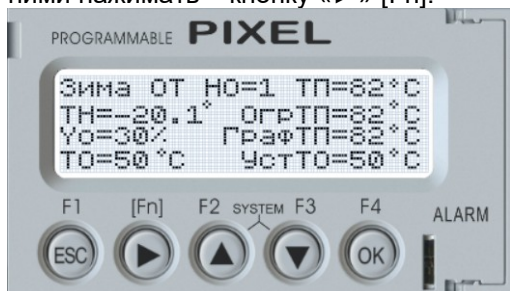 ними нажимать – кнопку «►» [Fn].
PROGRAMMABLE PIXEL
Зима ОТ НО=1 ТП=82°C
ТН=-20.1° ОгрТП=82°C
Yo=30% ГрафТП=82°C
ТО=50°C УстТО=50°C
F1 [Fn] F2 SYSTEM F3 F4
ALARM
ESC OK